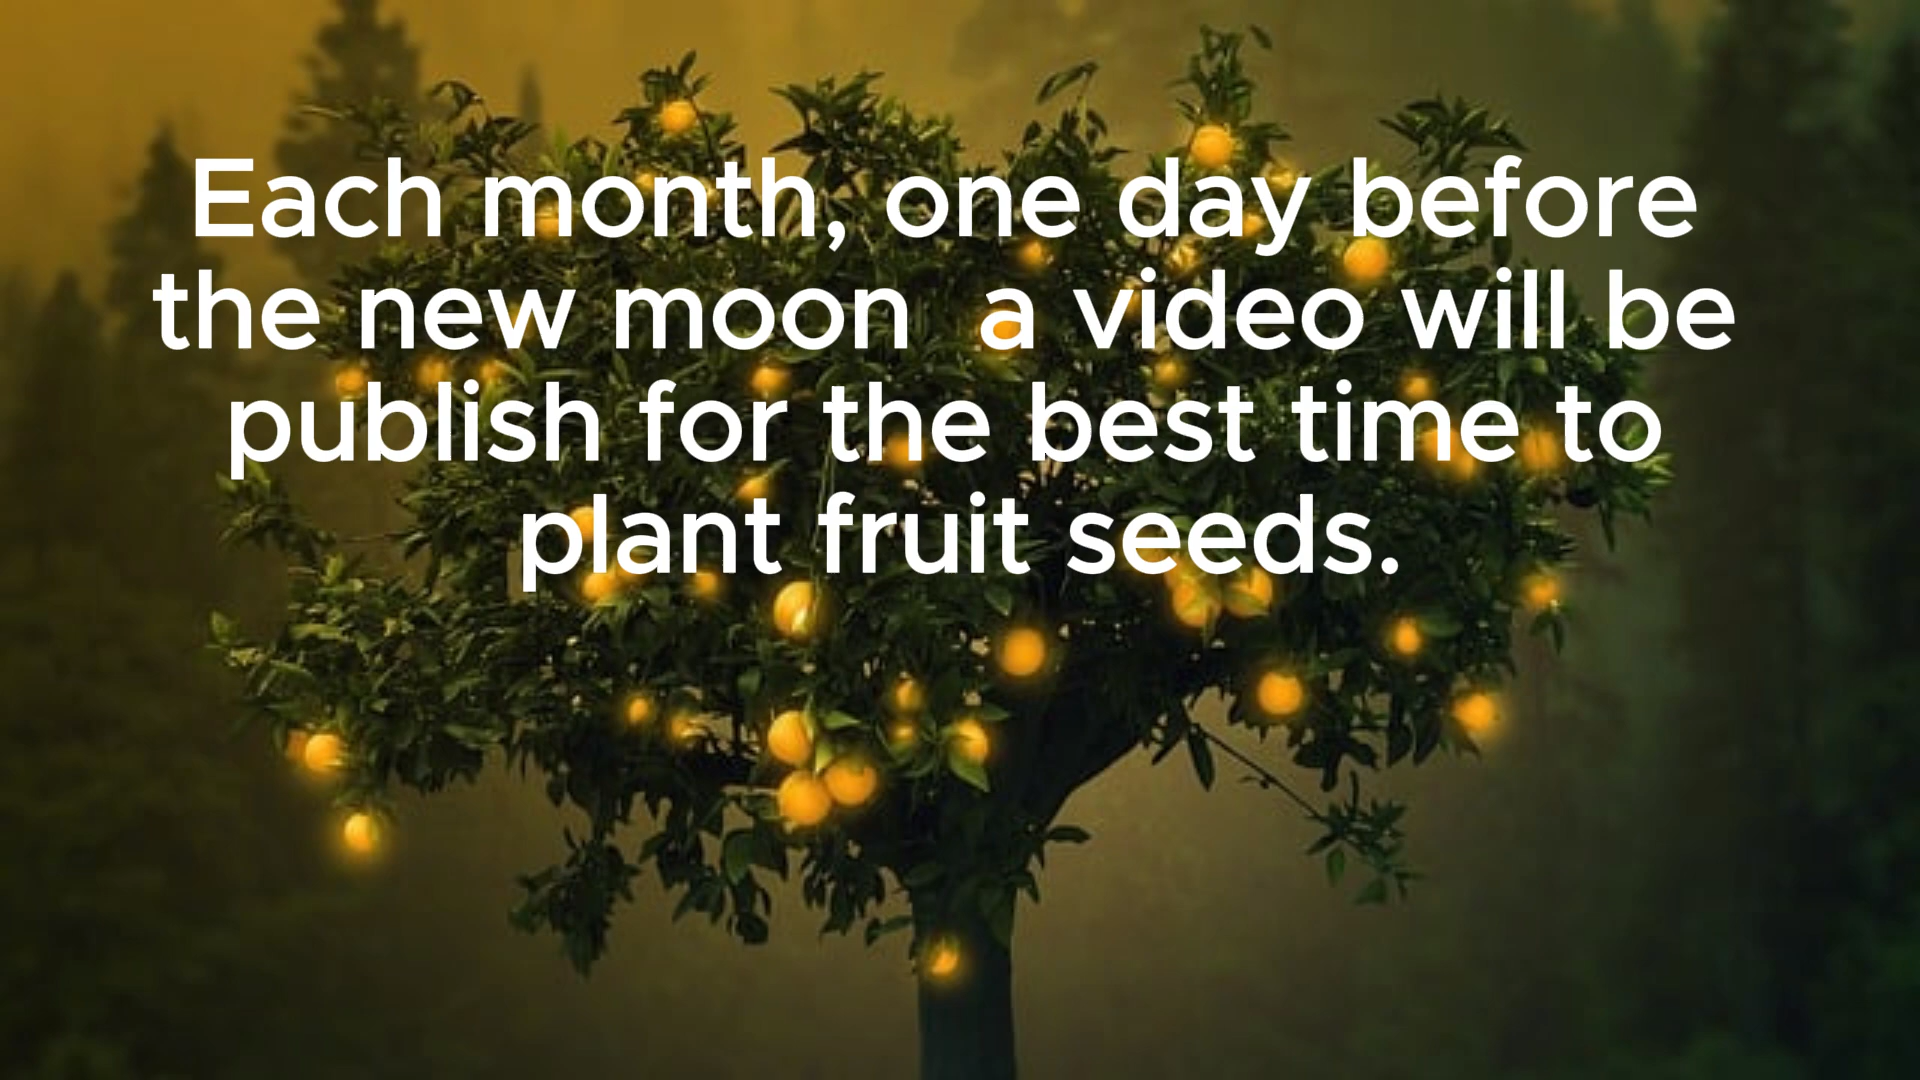 Each month, one day before
the new moon  a video will be
publish for the best time to
plant fruit seeds.